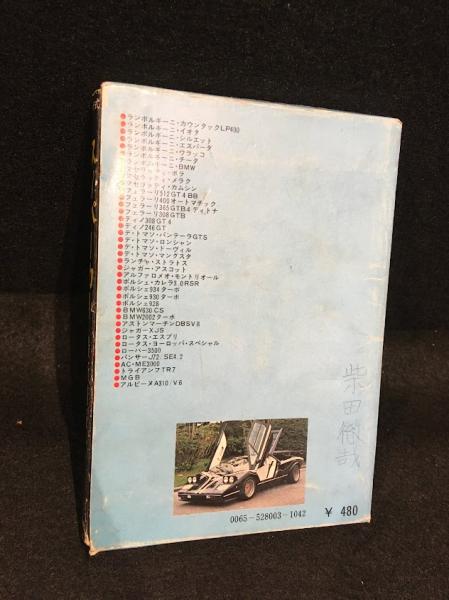 ●ランボルギーニ・カウンタックLP400
●ランボルギーニ・イオタ
●ランボルギーニ・シルエット
●ランボルギーニ・エスパーダ
●ランボルギーニ・ウラッコ
●ランボルギーニ・チータ
●ランボルギーニ・BMW
●マセラッティ・ボラ
●マセラッティ・メラク
●マセラッティ・カムシン
●フェラーリ512GT4BB
●フェラーリ400オートマチック
●フェラーリ365GTB4ディトナ
●フェラーリ308GTB
●ディノ308GT4
●ディノ246GT
●デ・トマソ・パンテーラGTS
●デ・トマソ・ロンシャン
●デ・トマソ・ドーヴィル
●デ・トマソ・マングスタ
●ランチャ・ストラトス
●ジャガー・アスコット
●アルファロメオ・モントリオール
●ポルシェ・カレラ3.0RSR
●ポルシェ934ターボ
●ポルシェ930ターボ
●ポルシェ928
●BMW630CS
●BMW2002ターボ
●アストンマーチンDBSV8
●ジャガーXJS
●ロータス・エスプリ
●ロータス・ヨーロッパ・スペシャル
●ローバー3500
●パンサーJ72.SE4.2
●AC・ME3000
●トライアンフTR7
●MGB
●アルピーヌA310/V6
柴田徹哉
0065-528003-1042
¥ 480